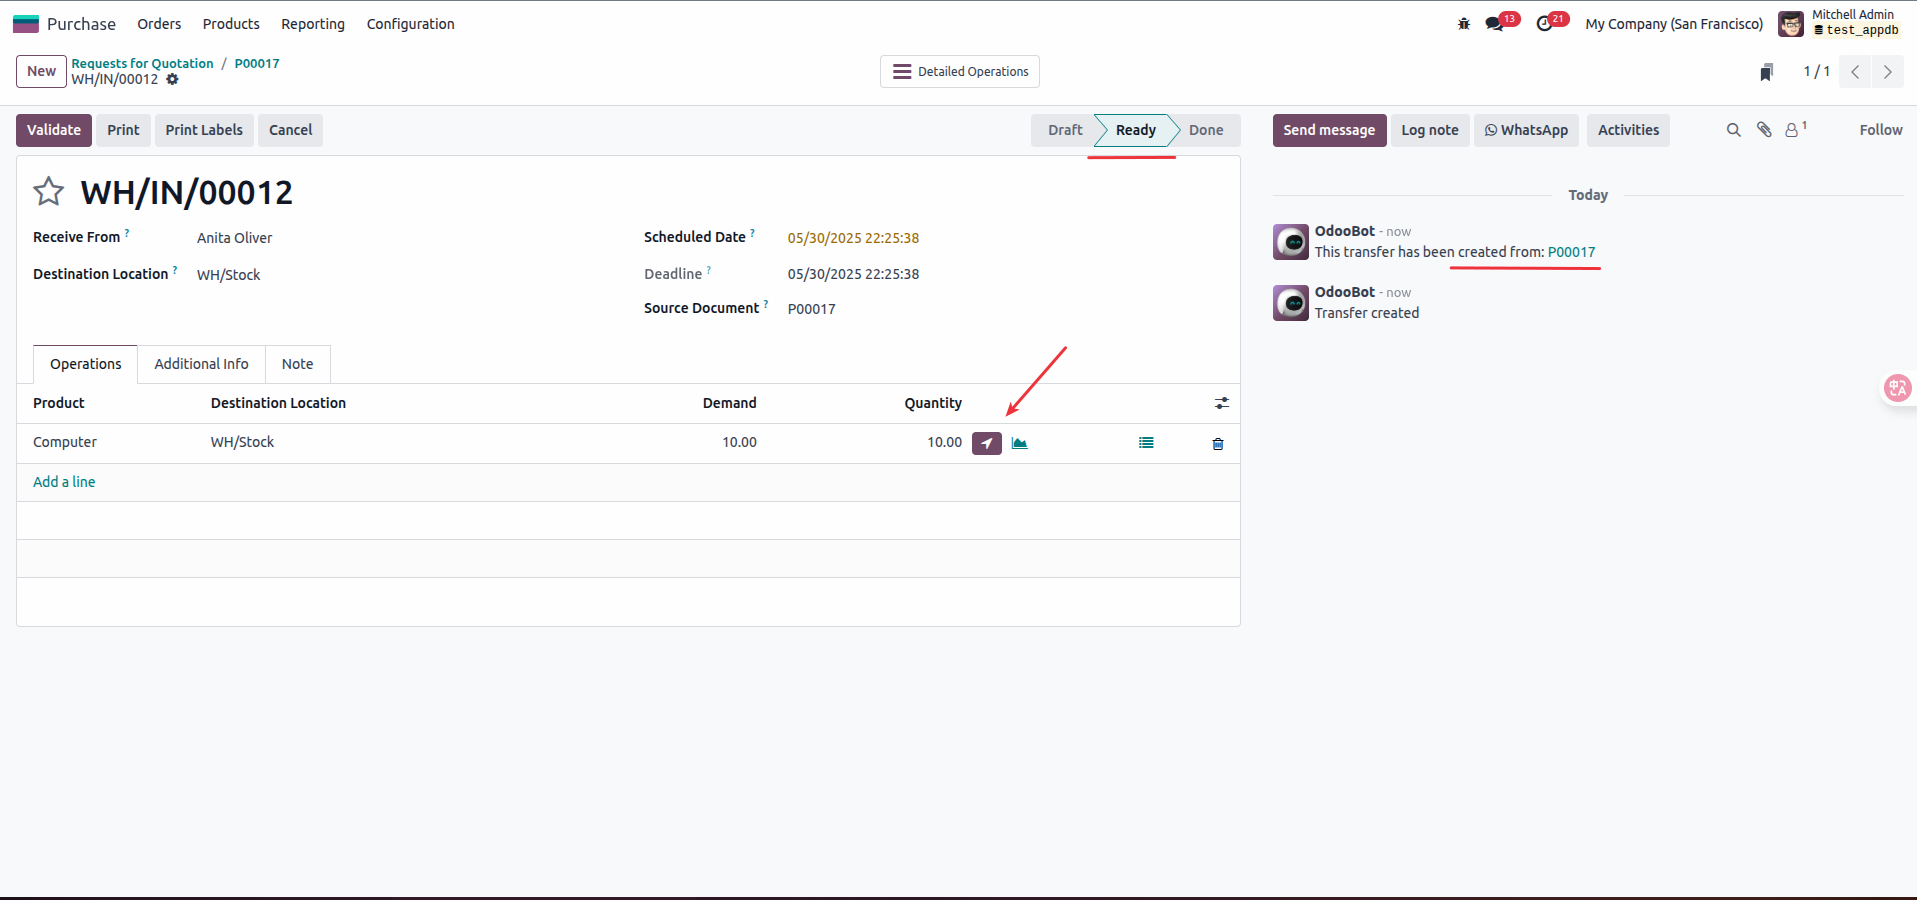 Purchase Orders Products Reporting Configuration
13 21 My Company (San Francisco) Mitchell Admin
test_appdb
New Requests for Quotation / P00017
WH/IN/00012
Detailed Operations
1 / 1
Validate Print Print Labels Cancel
Draft Ready Done
Send message Log note WhatsApp Activities 1 Follow
WH/IN/00012
Receive From ? Anita Oliver
Destination Location ? WH/Stock
Scheduled Date ? 05/30/2025 22:25:38
Deadline ? 05/30/2025 22:25:38
Source Document ? P00017
Operations Additional Info Note
Product Destination Location Demand Quantity
Computer WH/Stock 10.00 10.00
Add a line
Today
OdooBot - now
This transfer has been created from: P00017
OdooBot - now
Transfer created
中A